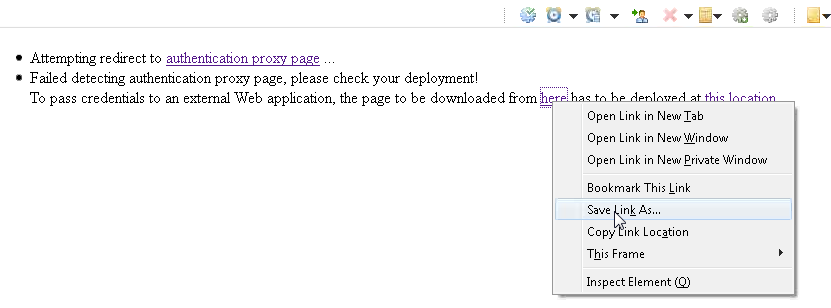 Attempting redirect to authentication proxy page ...
Failed detecting authentication proxy page, please check your deployment!
To pass credentials to an external Web application, the page to be downloaded from here has to be deployed at this location
Open Link in New Tab
Open Link in New Window
Open Link in New Private Window
Bookmark This Link
Save Link As...
Copy Link Location
This Frame
Inspect Element (Q)